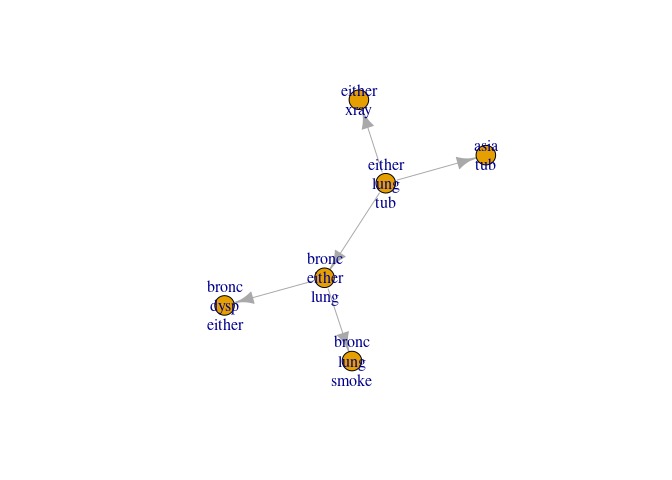 either
xray
asia
tub
either
lung
tub
bronc
either
lung
bronc
dysp
either
bronc
lung
smoke